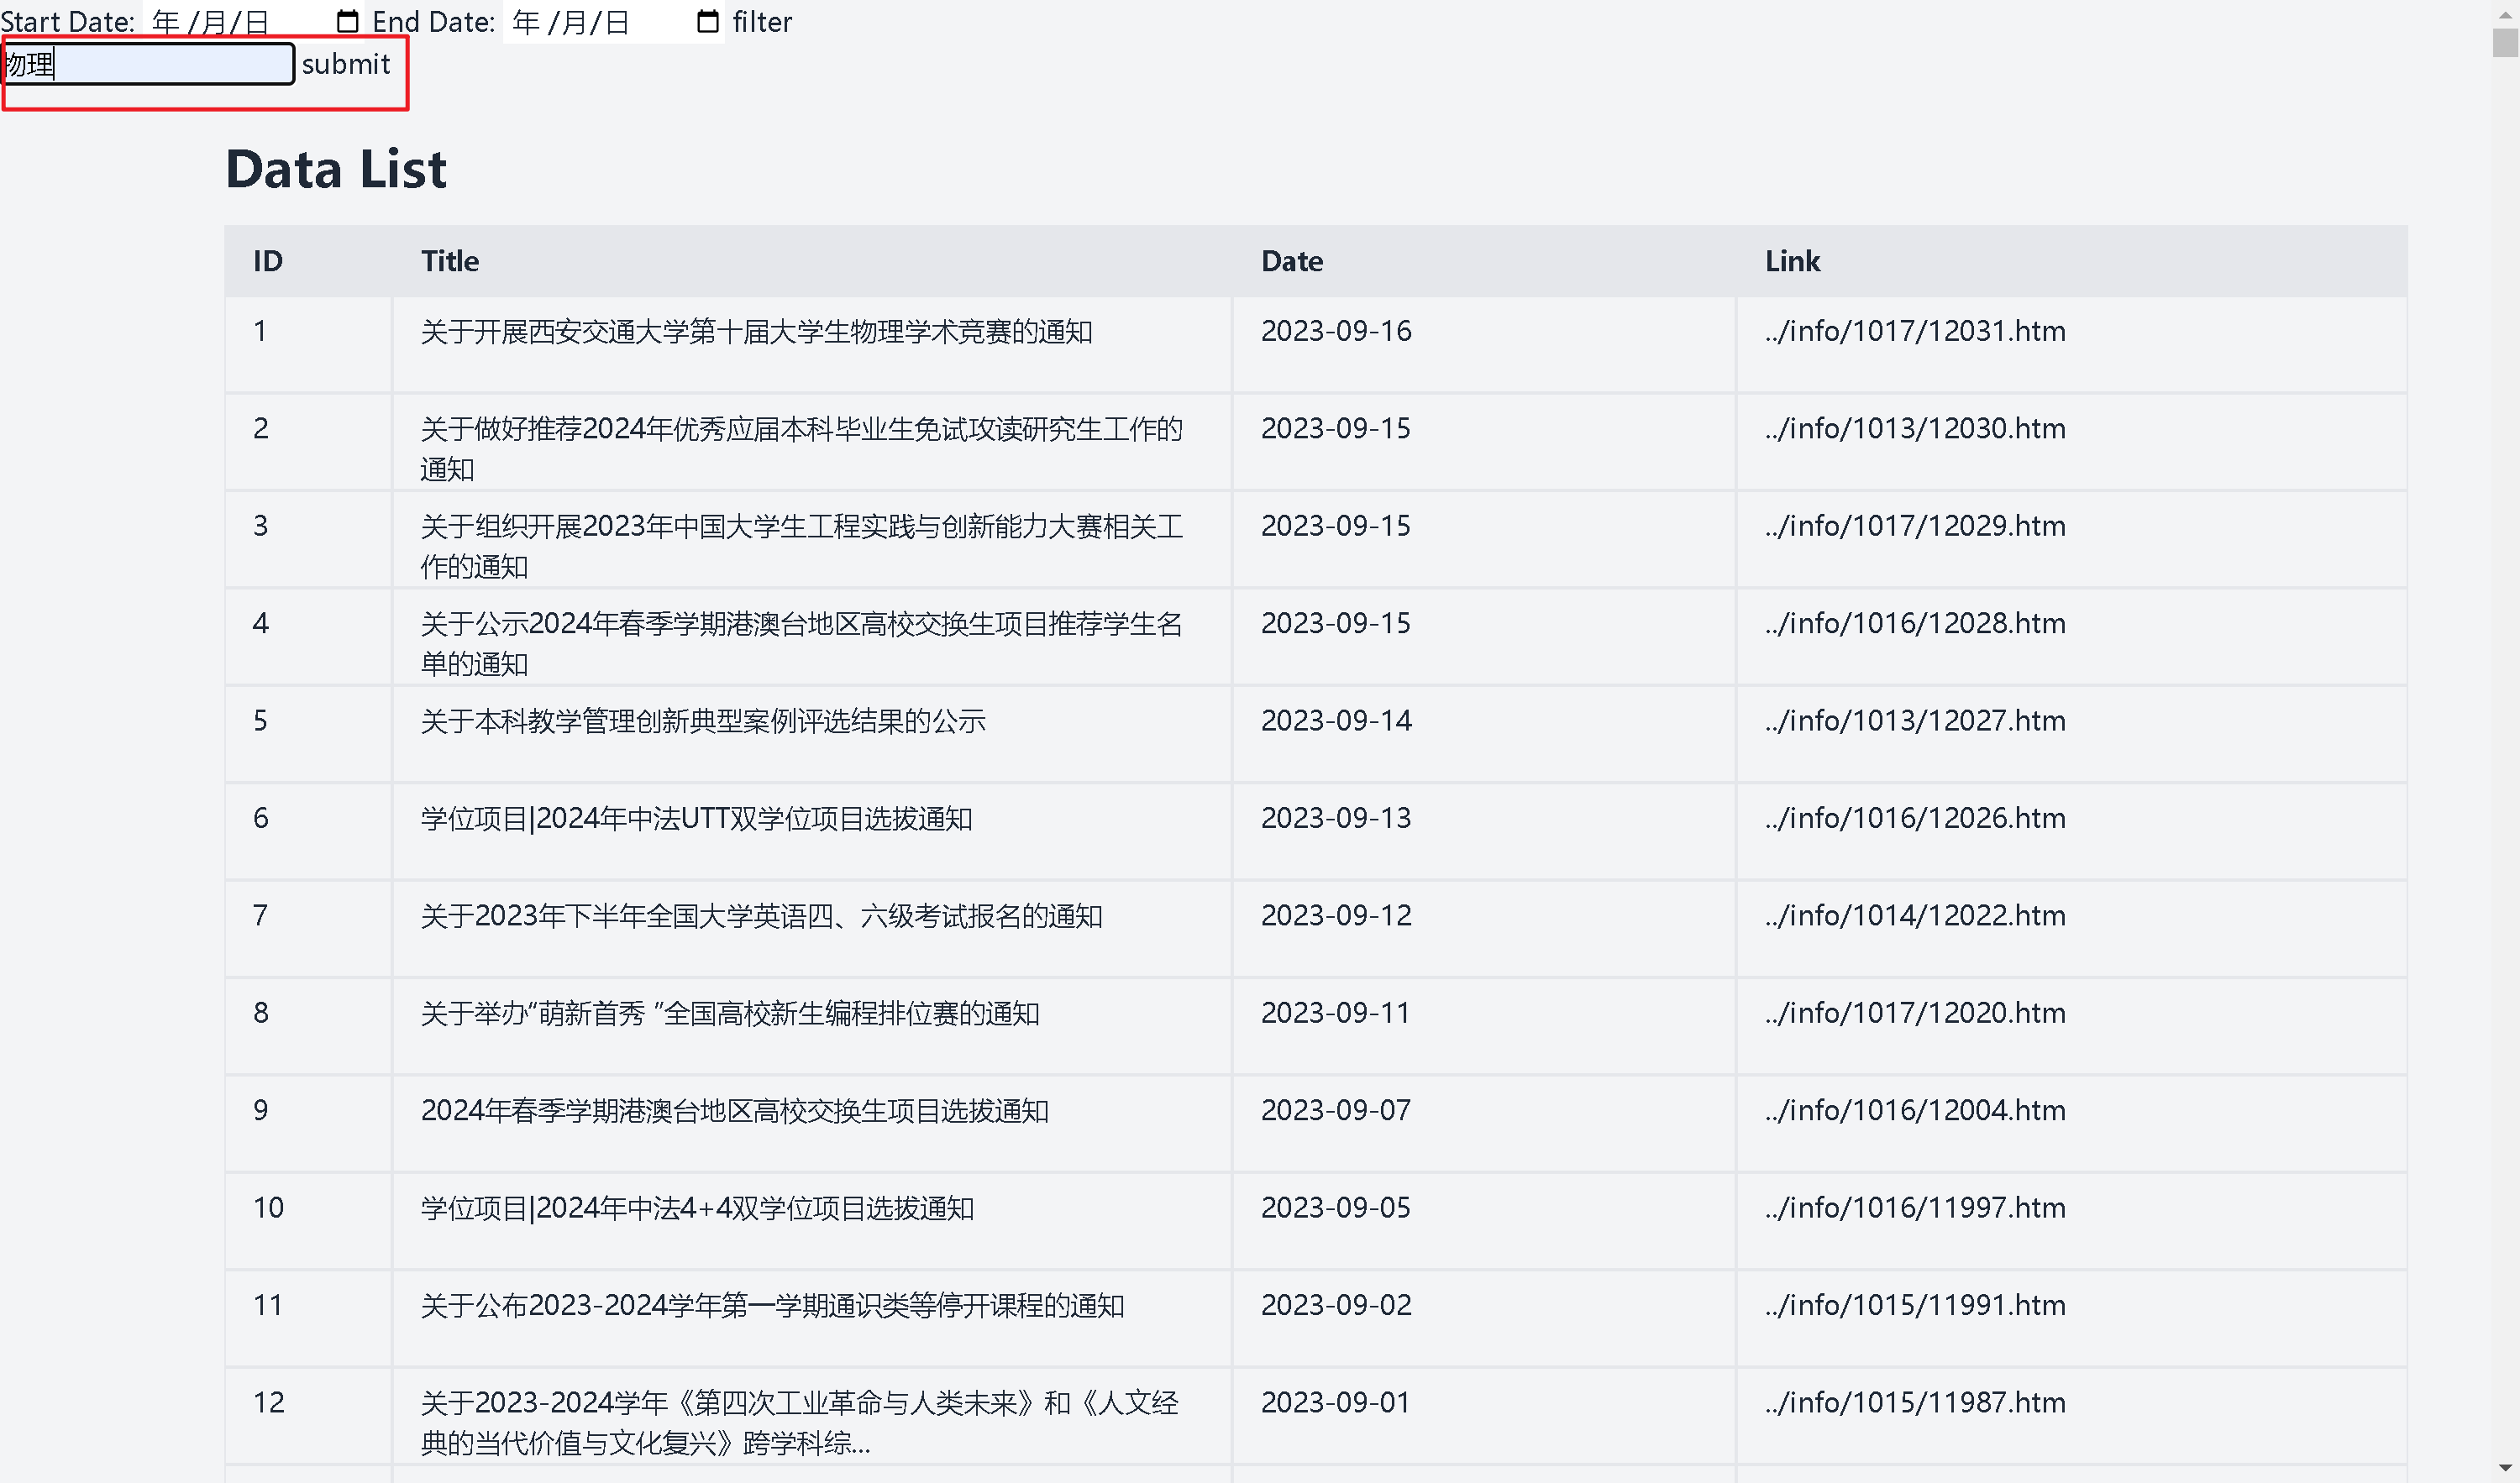 Start Date: 年 /月/日 End Date: 年 /月/日 filter
物理 submit
Data List
ID Title Date Link
1 关于开展西安交通大学第十届大学生物理学术竞赛的通知 2023-09-16 ../info/1017/12031.htm
2 关于做好推荐2024年优秀应届本科毕业生免试攻读研究生工作的 2023-09-15 ../info/1013/12030.htm
通知
3 关于组织开展2023年中国大学生工程实践与创新能力大赛相关工 2023-09-15 ../info/1017/12029.htm
作的通知
4 关于公示2024年春季学期港澳台地区高校交换生项目推荐学生名 2023-09-15 ../info/1016/12028.htm
单的通知
5 关于本科教学管理创新典型案例评选结果的公示 2023-09-14 ../info/1013/12027.htm
6 学位项目|2024年中法UTT双学位项目选拔通知 2023-09-13 ../info/1016/12026.htm
7 关于2023年下半年全国大学英语四、六级考试报名的通知 2023-09-12 ../info/1014/12022.htm
8 关于举办“萌新首秀 ”全国高校新生编程排位赛的通知 2023-09-11 ../info/1017/12020.htm
9 2024年春季学期港澳台地区高校交换生项目选拔通知 2023-09-07 ../info/1016/12004.htm
10 学位项目|2024年中法4+4双学位项目选拔通知 2023-09-05 ../info/1016/11997.htm
11 关于公布2023-2024学年第一学期通识类等停开课程的通知 2023-09-02 ../info/1015/11991.htm
12 关于2023-2024学年《第四次工业革命与人类未来》和《人文经 2023-09-01 ../info/1015/11987.htm
典的当代价值与文化复兴》跨学科综...